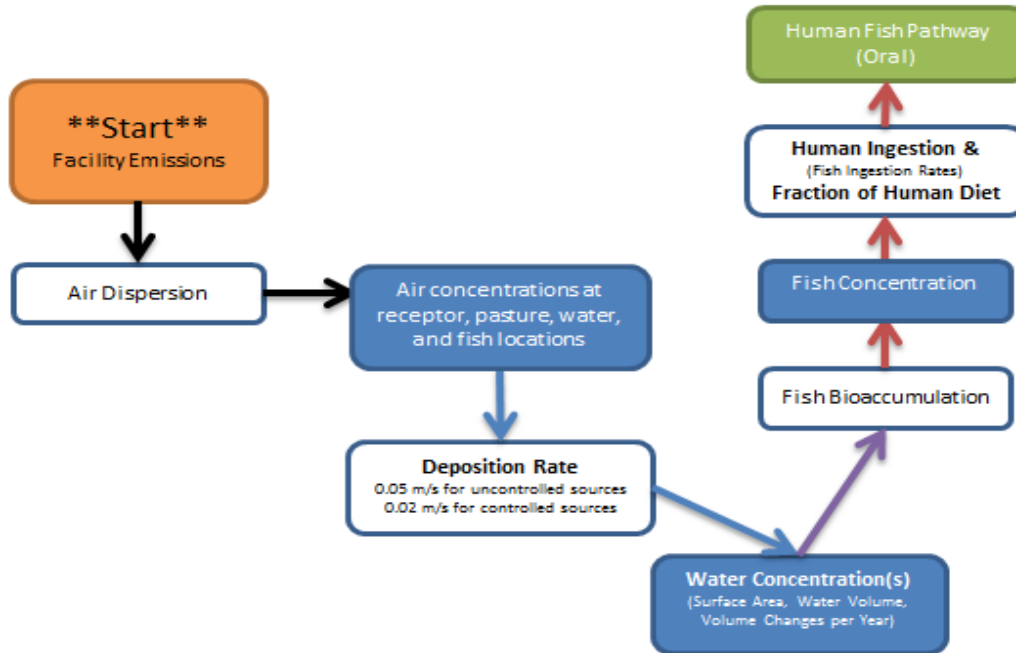 **Start**
Facility Emissions
Air Dispersion
Air concentrations at
receptor, pasture, water,
and fish locations
Deposition Rate
0.05 m/s for uncontrolled sources
0.02 m/s for controlled sources
Water Concentration(s)
(Surface Area, Water Volume,
Volume Changes per Year)
Fish Bioaccumulation
Fish Concentration
Human Ingestion &
(Fish Ingestion Rates)
Fraction of Human Diet
Human Fish Pathway
(Oral)